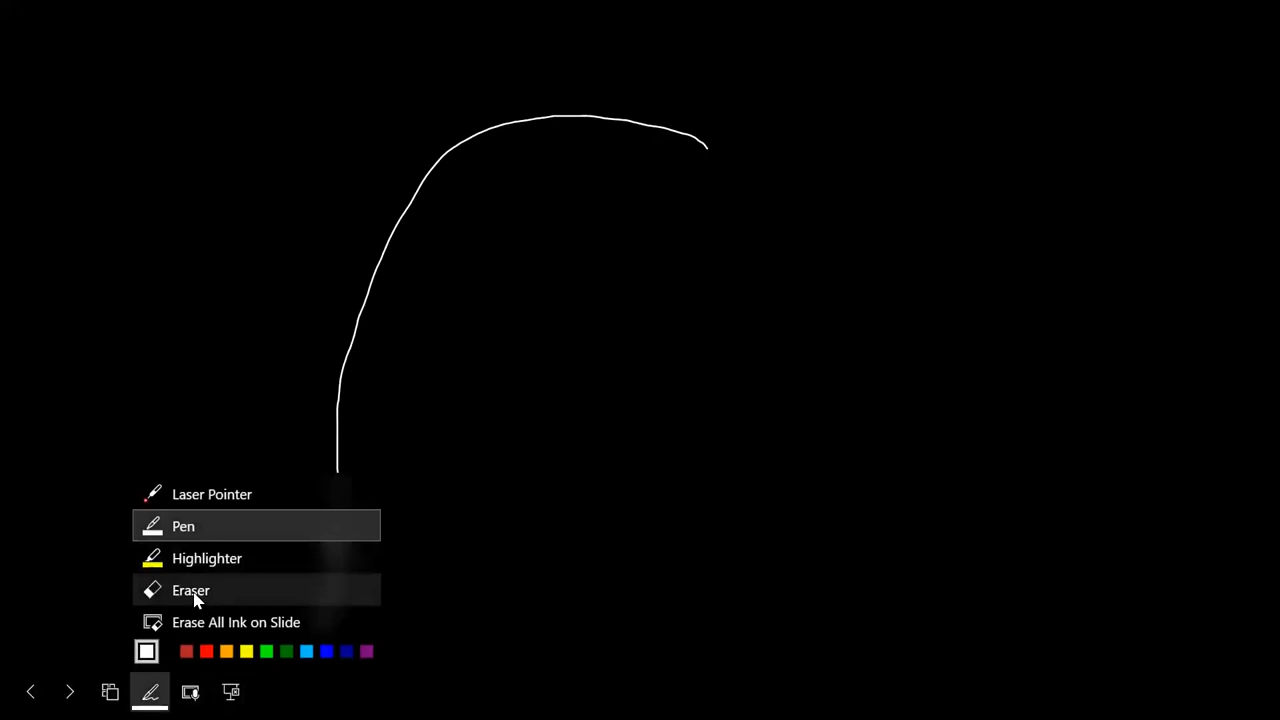 Laser Pointer
Pen
Highlighter
Eraser
Erase All Ink on Slide